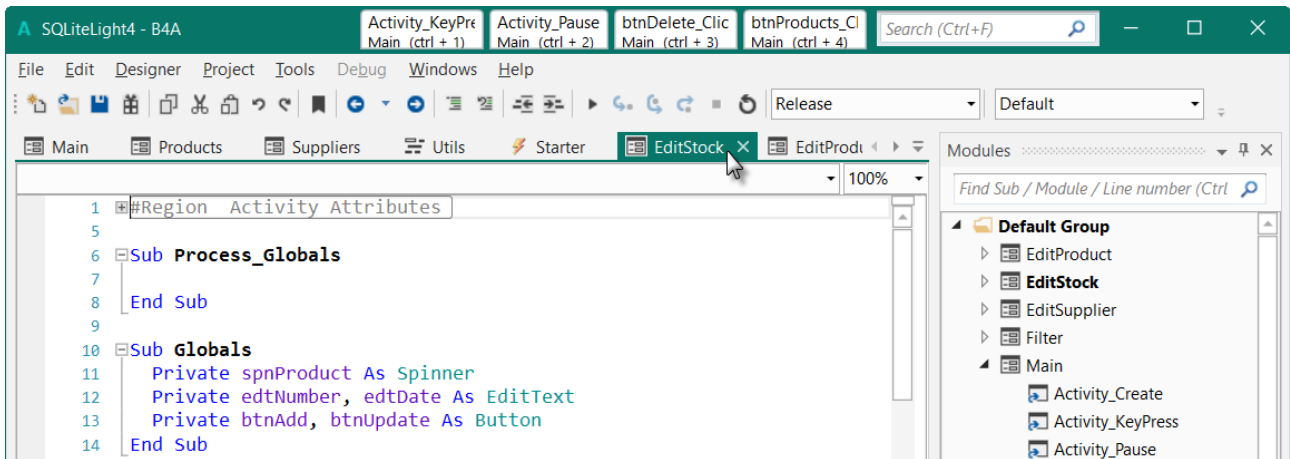 A SQLiteLight4 - B4A
Activity_KeyPre Activity_Pause btnDelete_Clic btnProducts_Cl
Main (ctrl + 1) Main (ctrl + 2) Main (ctrl + 3) Main (ctrl + 4)
Search (Ctrl+F)
File Edit Designer Project Tools Debug Windows Help
Release Default
Main Products Suppliers Utils Starter EditStock EditProdu
100%
1 #Region Activity Attributes
5
6 Sub Process_Globals
7
8 End Sub
9
10 Sub Globals
11 Private spnProduct As Spinner
12 Private edtNumber, edtDate As EditText
13 Private btnAdd, btnUpdate As Button
14 End Sub
Modules
Find Sub / Module / Line number (Ctrl
Default Group
EditProduct
EditStock
EditSupplier
Filter
Main
Activity_Create
Activity_KeyPress
Activity_Pause